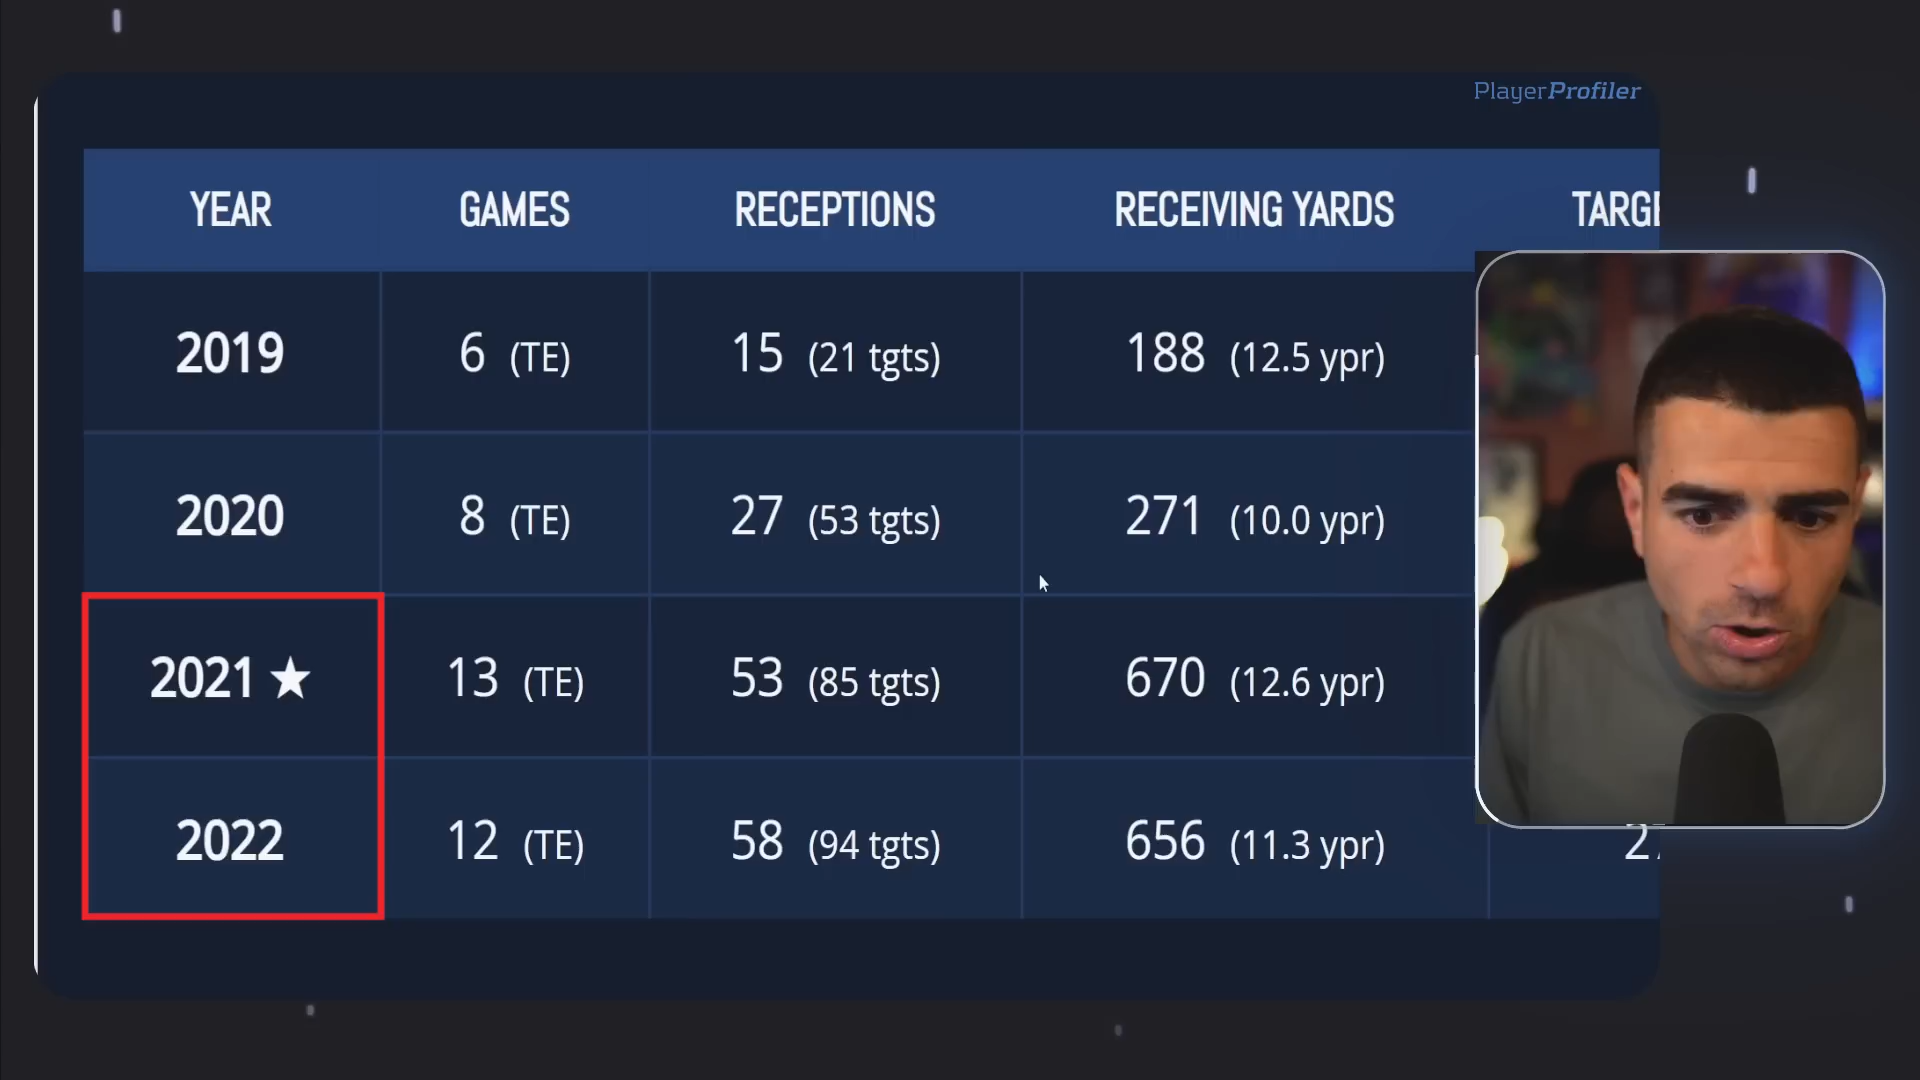 PlayerProfiler
YEAR GAMES RECEPTIONS RECEIVING YARDS
2019 6 (TE) 15 (21 tgts) 188 (12.5 ypr)
2020 8 (TE) 27 (53 tgts) 271 (10.0 ypr)
2021 ★ 13 (TE) 53 (85 tgts) 670 (12.6 ypr)
2022 12 (TE) 58 (94 tgts) 656 (11.3 ypr)